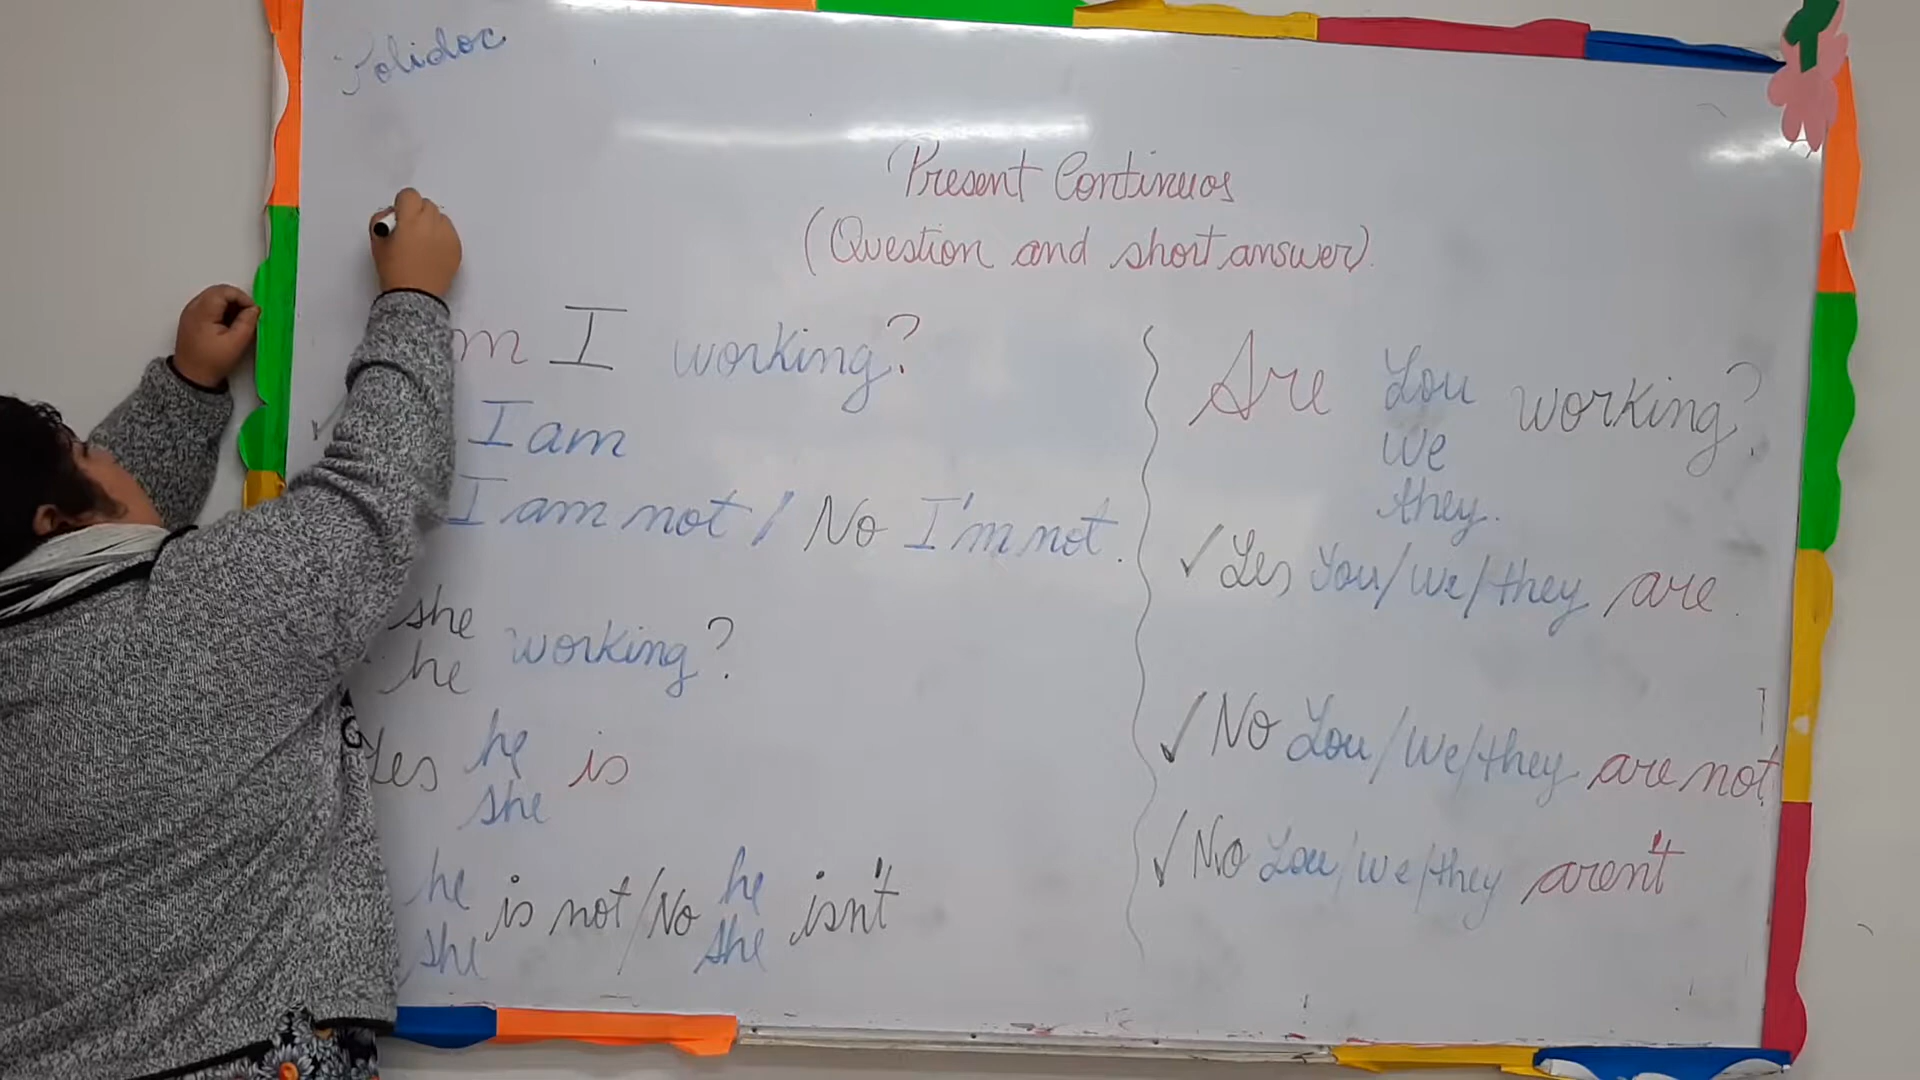 Polidoc
Present Continuos
(Question and short answer).
m I working?
I am
I am not / No I'm not.
she
he working?
Yes he is
she
he is not / No he isn't
she she
Are You working?
we
they.
✓ Yes You/we/they are.
✓ No You/we/they are not
✓ No You/we/they aren't